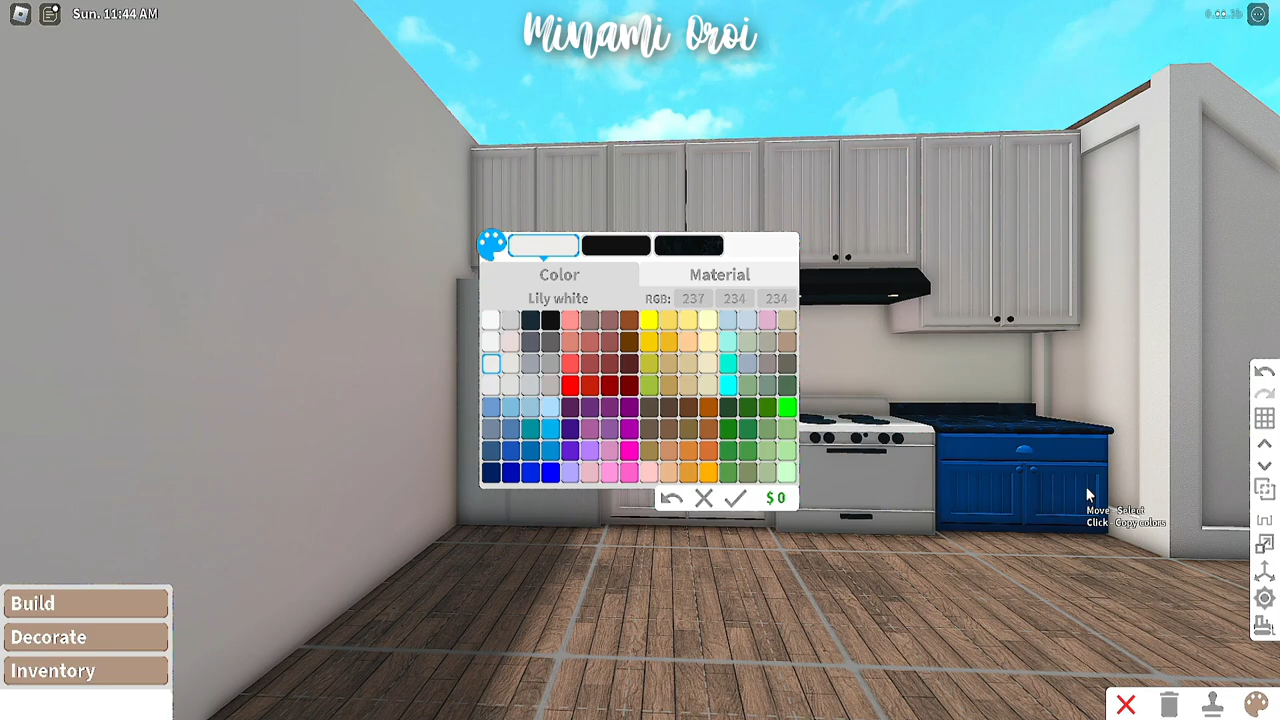 Sun. 11:44 AM
Minami Oroi
Color
Material
Lily white
RGB: 237 234 234
Move - Select
Click - Copy colors
$ 0
Build
Decorate
Inventory